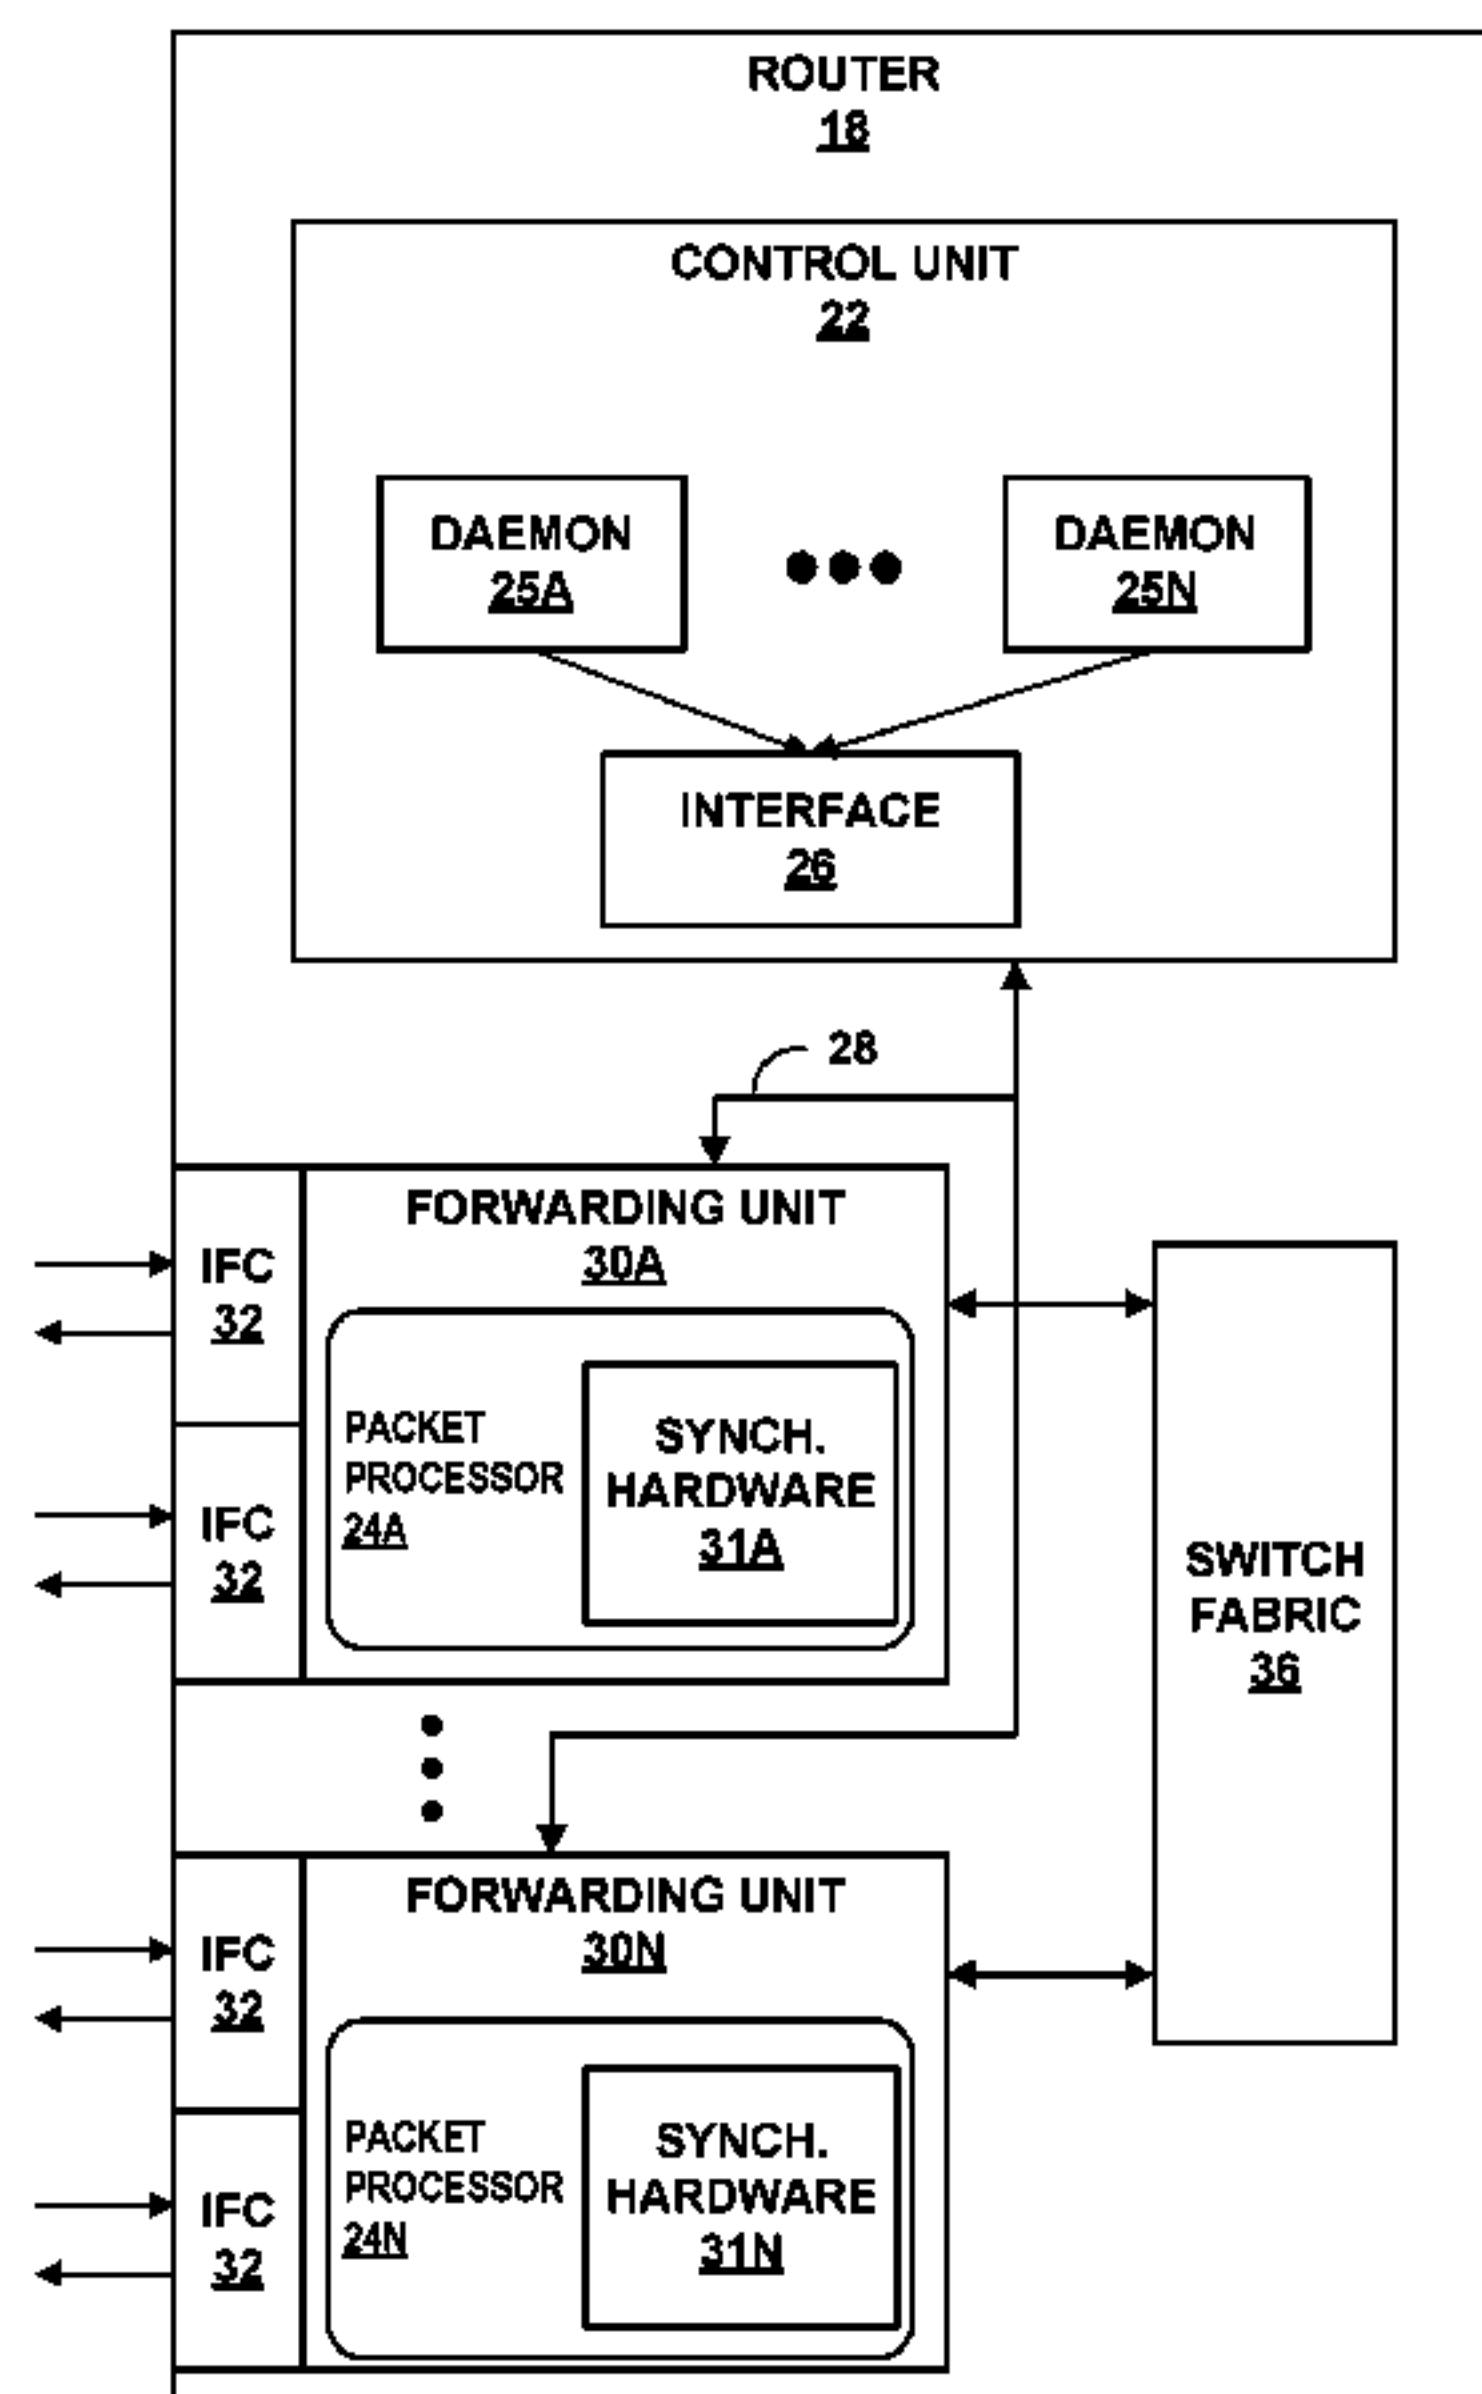 ROUTER
18
CONTROL UNIT
22
DAEMON
25A
DAEMON
25N
INTERFACE
26
28
FORWARDING UNIT
30A
IFC
32
PACKET
PROCESSOR
24A
SYNCH.
HARDWARE
31A
IFC
32
SWITCH
FABRIC
36
FORWARDING UNIT
30N
IFC
32
PACKET
PROCESSOR
24N
SYNCH.
HARDWARE
31N
IFC
32